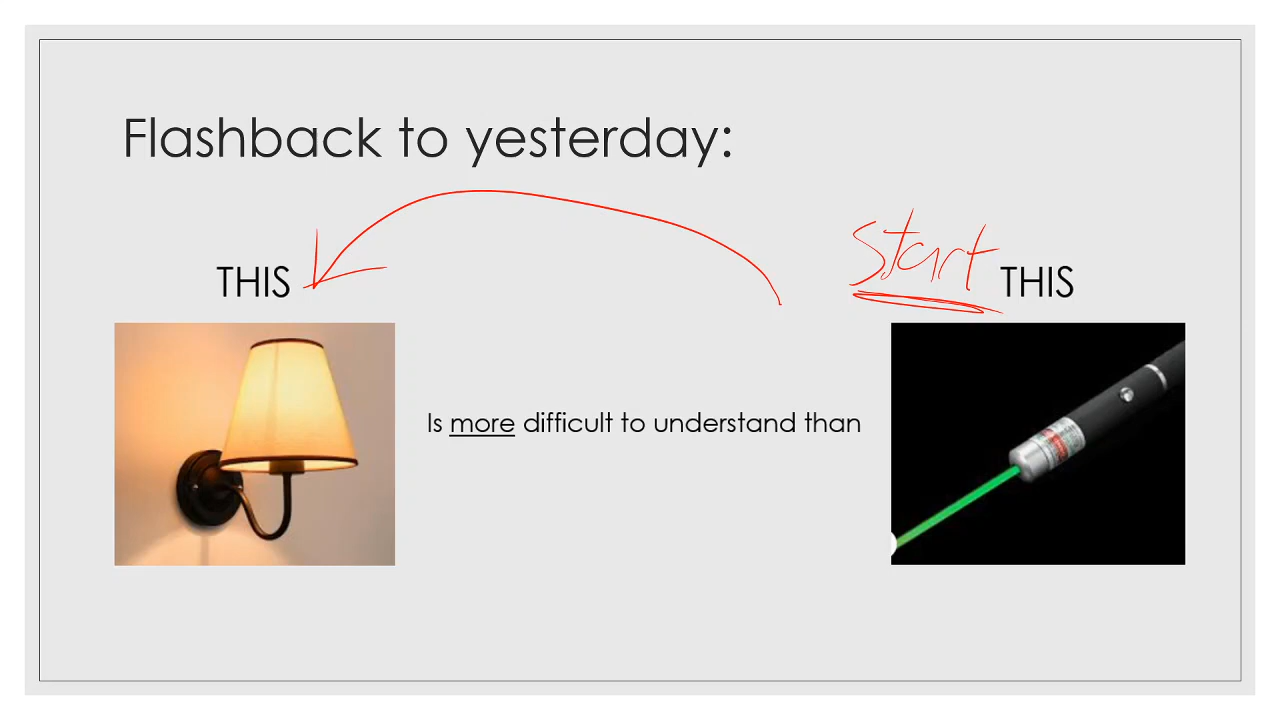 Flashback to yesterday:
Start
THIS
THIS
Is more difficult to understand than